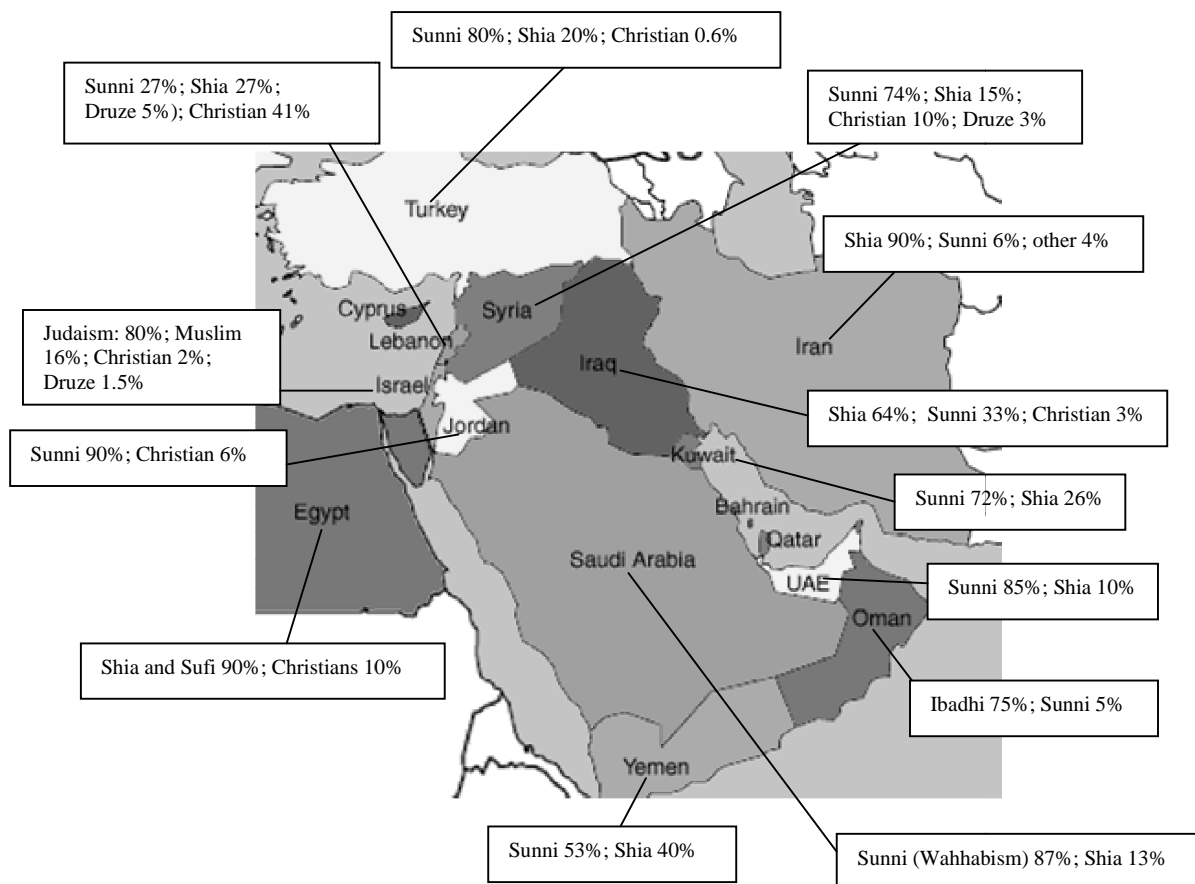 Sunni 80%; Shia 20%; Christian 0.6%
Sunni 27%; Shia 27%;
Druze 5%); Christian 41%
Sunni 74%; Shia 15%;
Christian 10%; Druze 3%
Turkey
Shia 90%; Sunni 6%; other 4%
Cyprus
Syria
Lebanon
Judaism: 80%; Muslim
16%; Christian 2%;
Druze 1.5%
Iran
Iraq
Israel
Shia 64%;  Sunni 33%; Christian 3%
Jordan
Sunni 90%; Christian 6%
Kuwait
Sunni 72%; Shia 26%
Bahrain
Egypt
Qatar
Saudi Arabia
UAE
Sunni 85%; Shia 10%
Oman
Shia and Sufi 90%; Christians 10%
Ibadhi 75%; Sunni 5%
Yemen
Sunni 53%; Shia 40%
Sunni (Wahhabism) 87%; Shia 13%